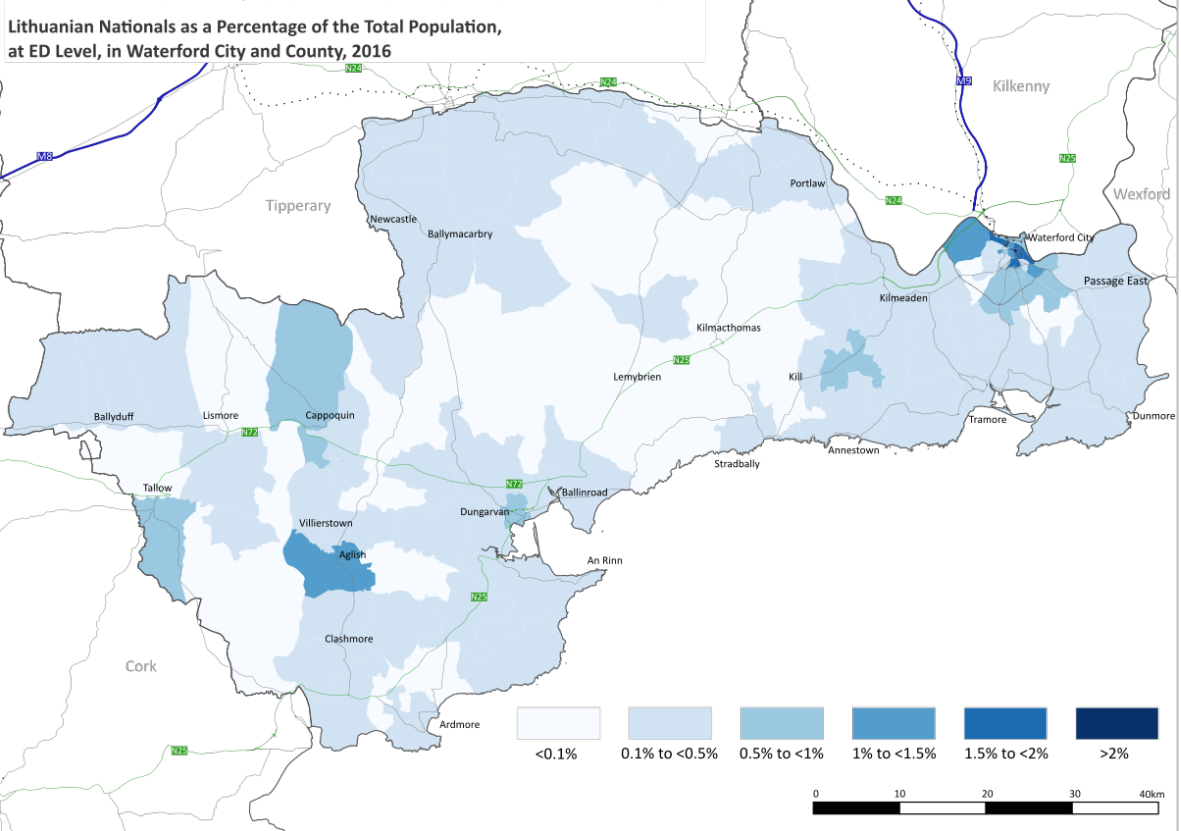 Lithuanian Nationals as a Percentage of the Total Population,
at ED Level, in Waterford City and County, 2016
N24
N24
M9
Kilkenny
M8
N25
Portlaw
Wexford
Tipperary
N24
Newcastle
Ballymacarbry
Waterford City
Passage East
Kilmeaden
Kilmacthomas
N25
Lemybrien
Kill
Ballyduff
Lismore
Cappoquin
Tramore
Dunmore
N72
Annestown
Stradbally
Tallow
N72
Ballinroad
Dungarvan
Villierstown
Aglish
An Rinn
N25
Clashmore
Cork
Ardmore
N25
<0.1%
0.1% to <0.5%
0.5% to <1%
1% to <1.5%
1.5% to <2%
>2%
0 10 20 30 40km